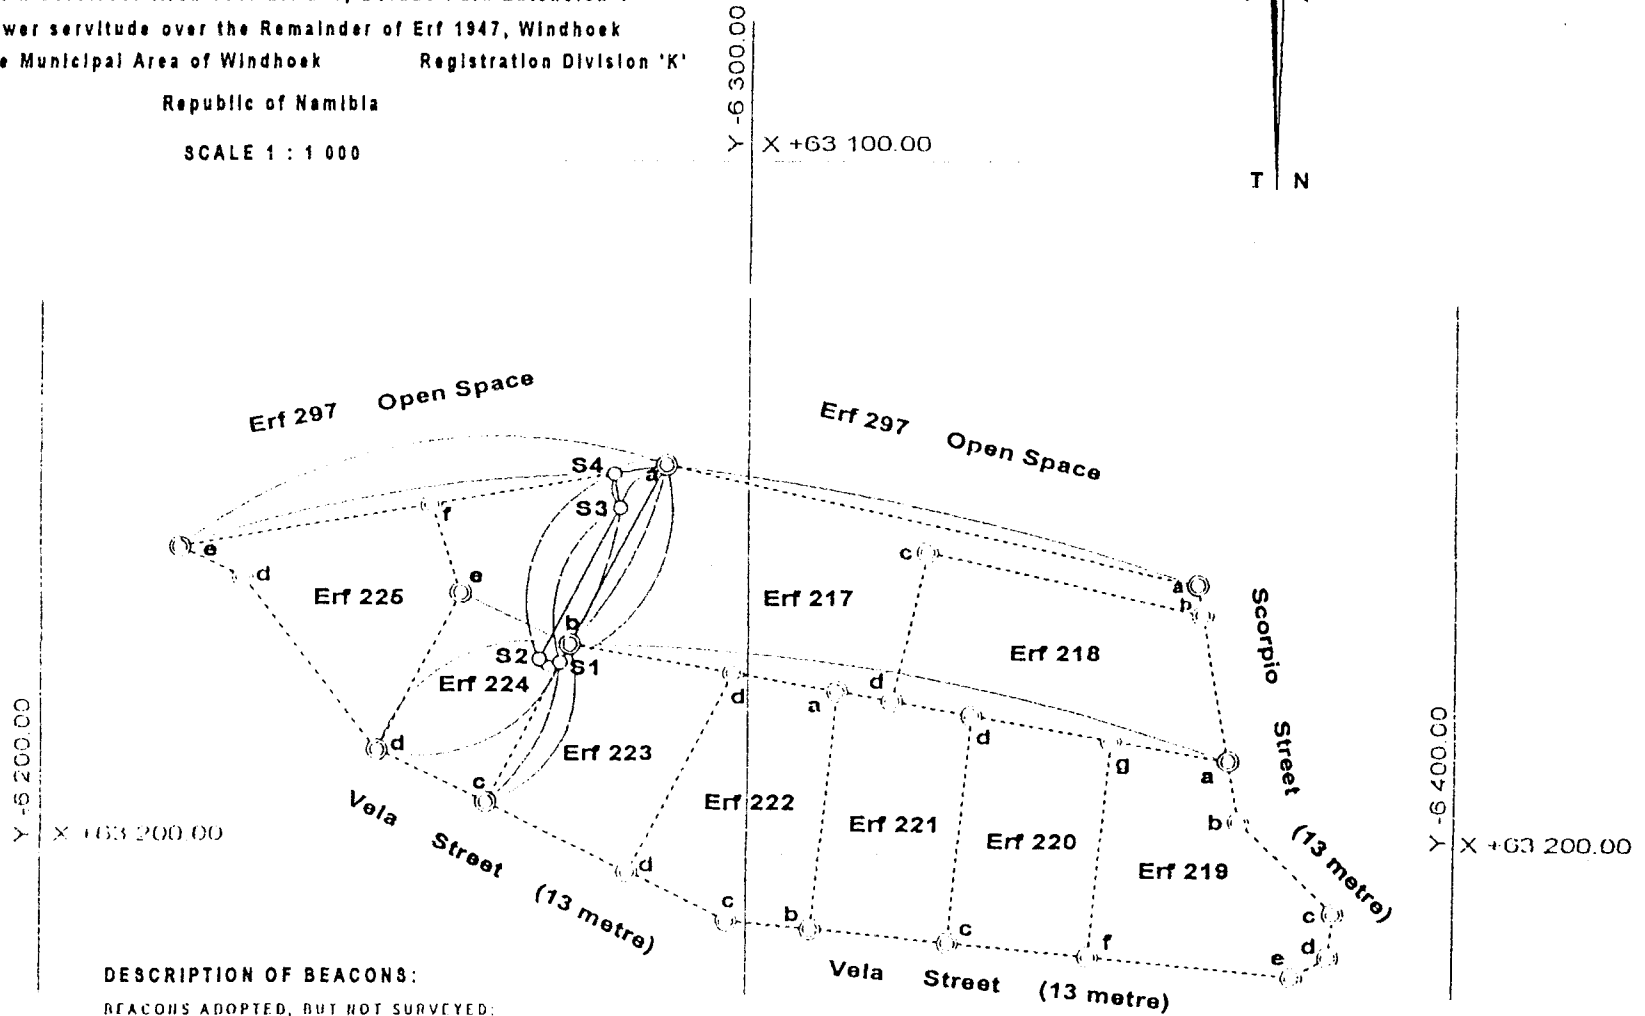 wer servitude over the Remainder of Erf 1947, Windhoek
e Municipal Area of Windhoek Registration Division 'K'
Republic of Namibia
SCALE 1 : 1 000
Y -6 300.00
X +63 100.00
T N
Erf 297 Open Space
Erf 297 Open Space
S4
a
S3
f
e
d
e
Erf 225
b
S2
S1
Erf 224
Erf 217
c
a
b
Erf 218
Scorpio Street (13 metre)
d
a
d
d
g
a
d
Erf 223
c
Erf 222
Erf 221
Erf 220
b
Erf 219
Y -6 200.00
X +63 200.00
Y -6 400.00
X +63 200.00
Vela Street (13 metre)
d
c
b
c
f
e
d
c
Vela Street (13 metre)
DESCRIPTION OF BEACONS:
BEACONS ADOPTED, BUT NOT SURVEYED: